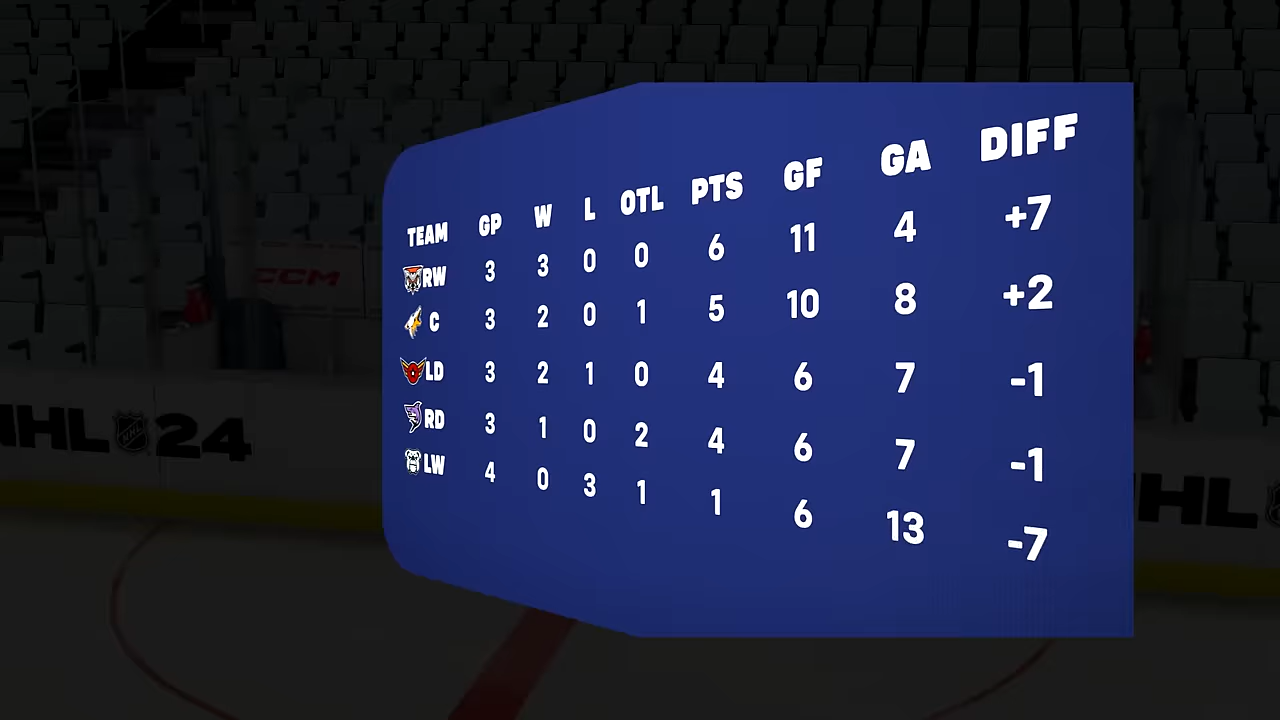 TEAM GP W L OTL PTS GF GA DIFF
RW 3 3 0 0 6 11 4 +7
C 3 2 0 1 5 10 8 +2
LD 3 2 1 0 4 6 7 -1
RD 3 1 0 2 4 6 7 -1
LW 4 0 3 1 1 6 13 -7
CCM
NHL NHL 24
HL